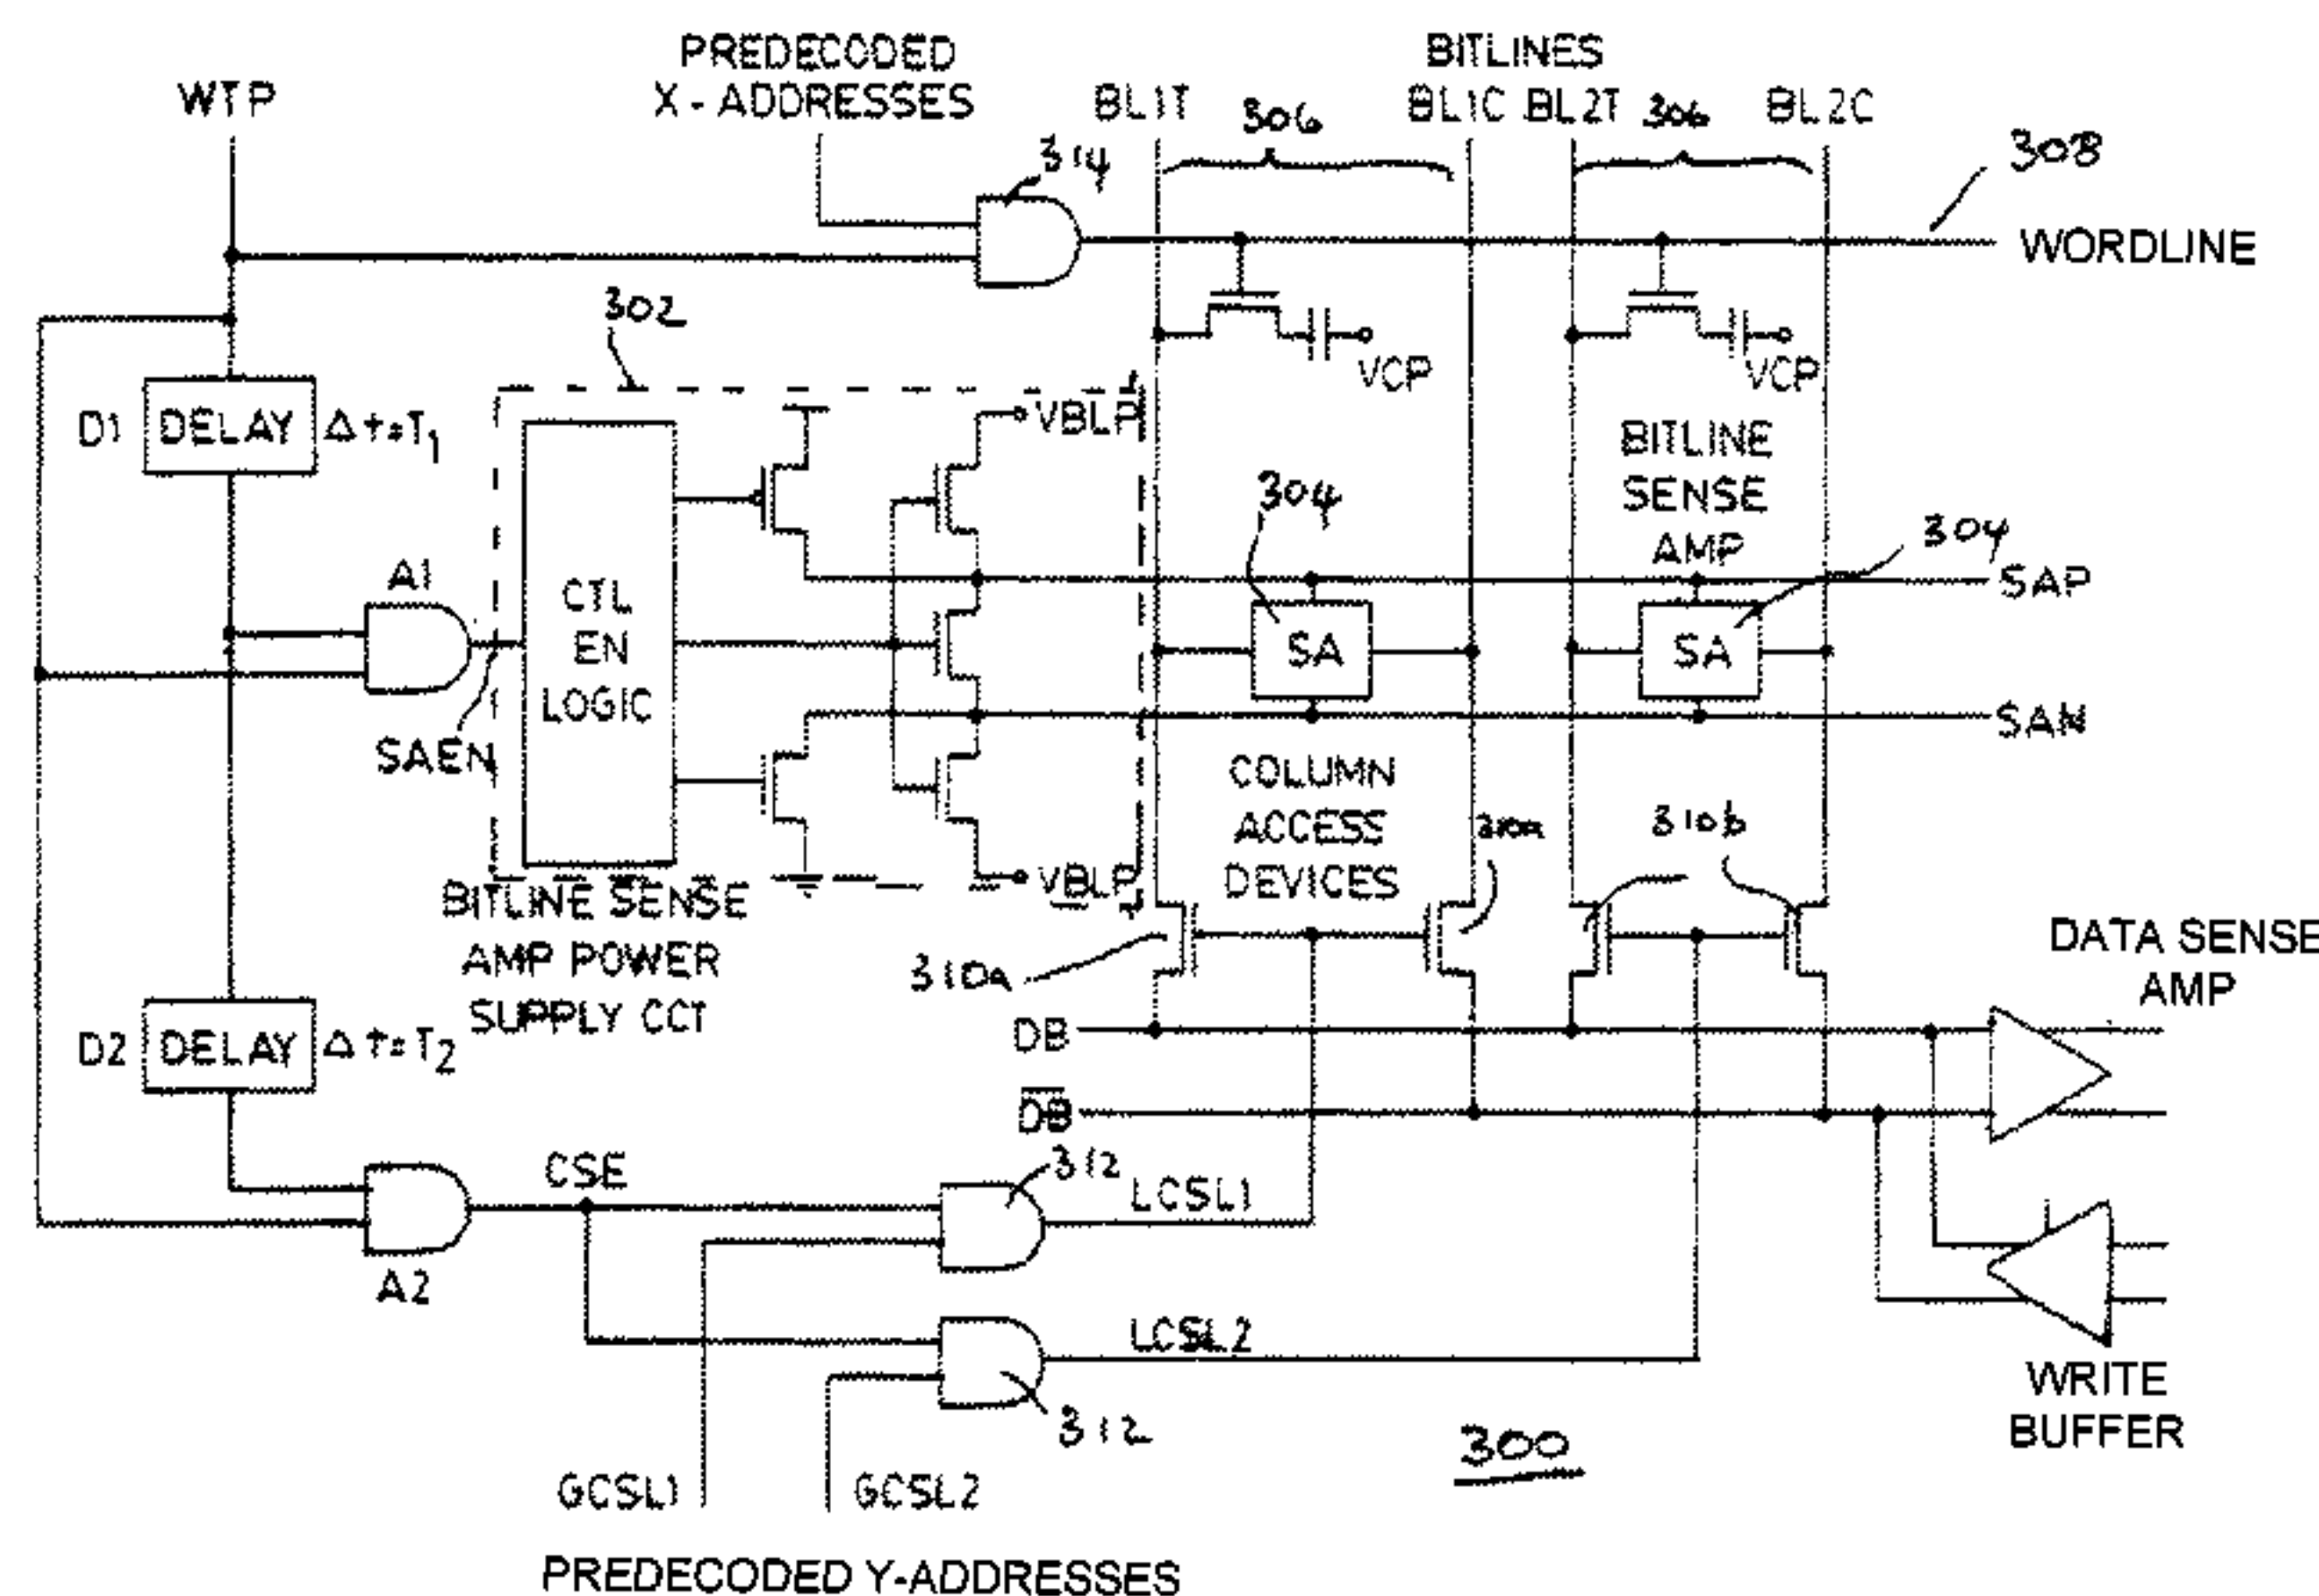 PREDECODED
X - ADDRESSES
BITLINES
WTP
BL1T
306
BL1C
BL2T
306
BL2C
314
308
WORDLINE
302
VCP
VCP
D1
DELAY
Δt=T1
VBLP
BITLINE
SENSE
AMP
304
304
A1
SAP
CTL
EN
LOGIC
SA
SA
SAEN
SAN
COLUMN
ACCESS
DEVICES
310a
310b
VBLP
BITLINE SENSE
AMP POWER
SUPPLY CCT
310a
DATA SENSE
AMP
D2
DELAY
Δt=T2
DB
DB
CSE
312
LCSL1
A2
LCSL2
312
WRITE
BUFFER
300
GCSL1
GCSL2
PREDECODED Y-ADDRESSES